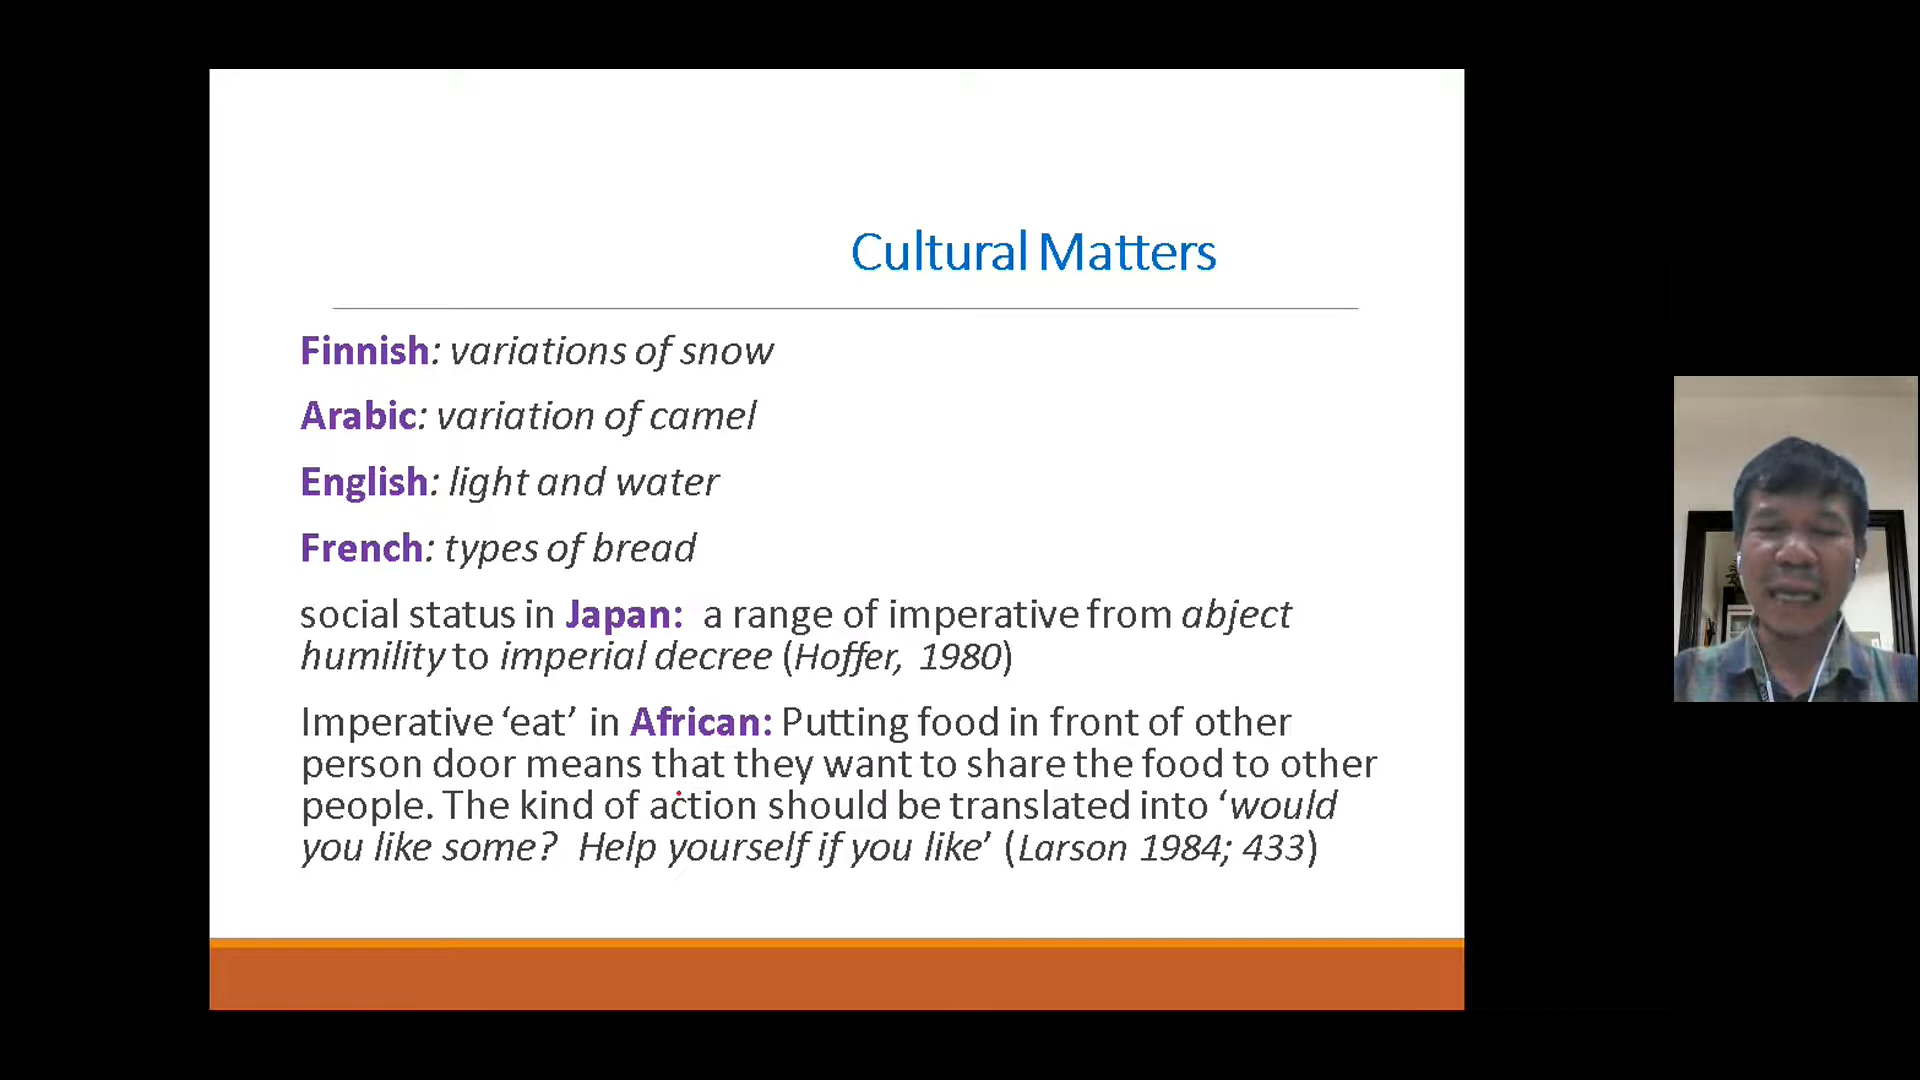 Cultural Matters
Finnish: variations of snow
Arabic: variation of camel
English: light and water
French: types of bread
social status in Japan: a range of imperative from abject
humility to imperial decree (Hoffer, 1980)
Imperative ‘eat’ in African: Putting food in front of other
person door means that they want to share the food to other
people. The kind of action should be translated into ‘would
you like some? Help yourself if you like’ (Larson 1984; 433)